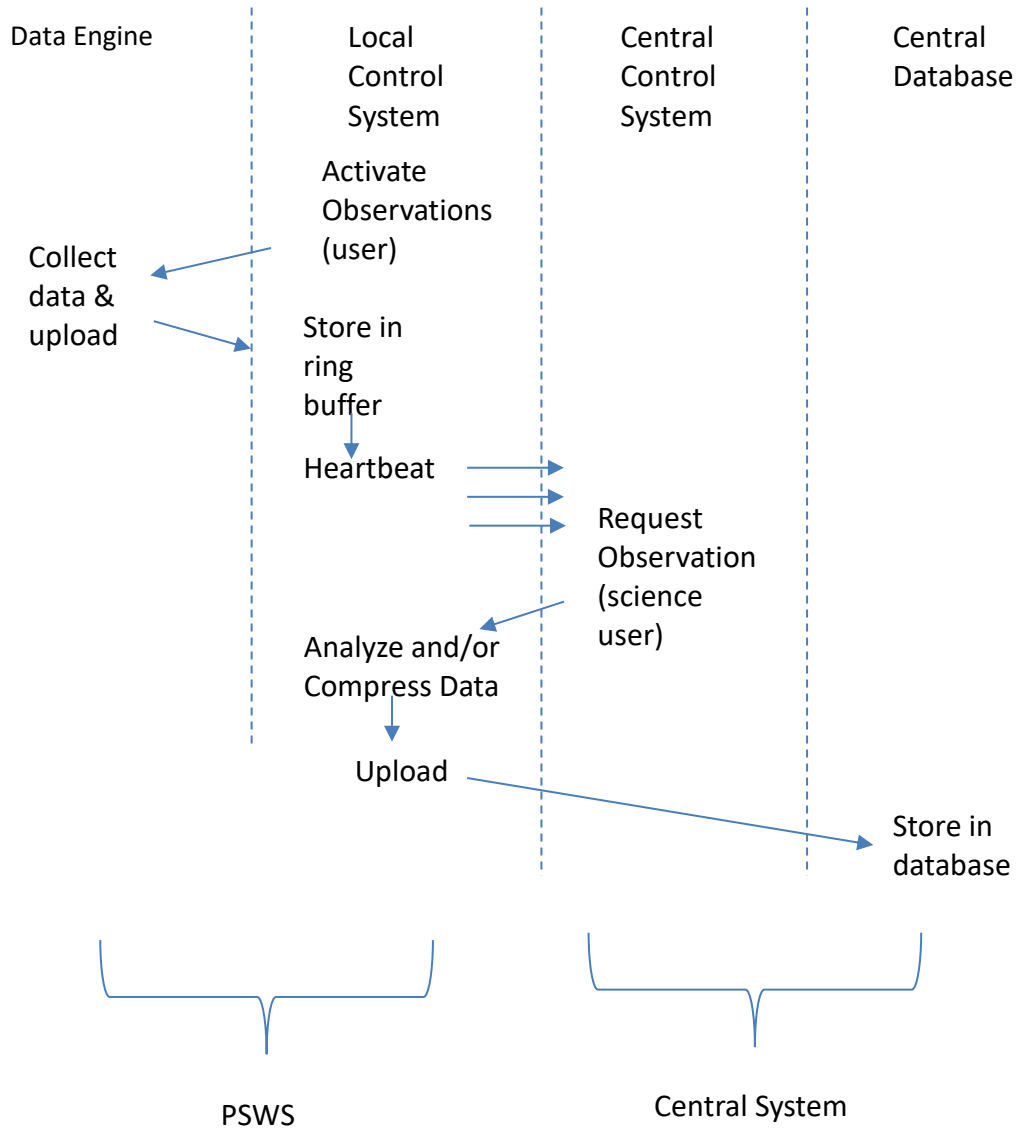 Data Engine
Local
Control
System
Central
Control
System
Central
Database
Activate
Observations
(user)
Collect
data &
upload
Store in
ring
buffer
Heartbeat
Request
Observation
(science
user)
Analyze and/or
Compress Data
Upload
Store in
database
PSWS
Central System